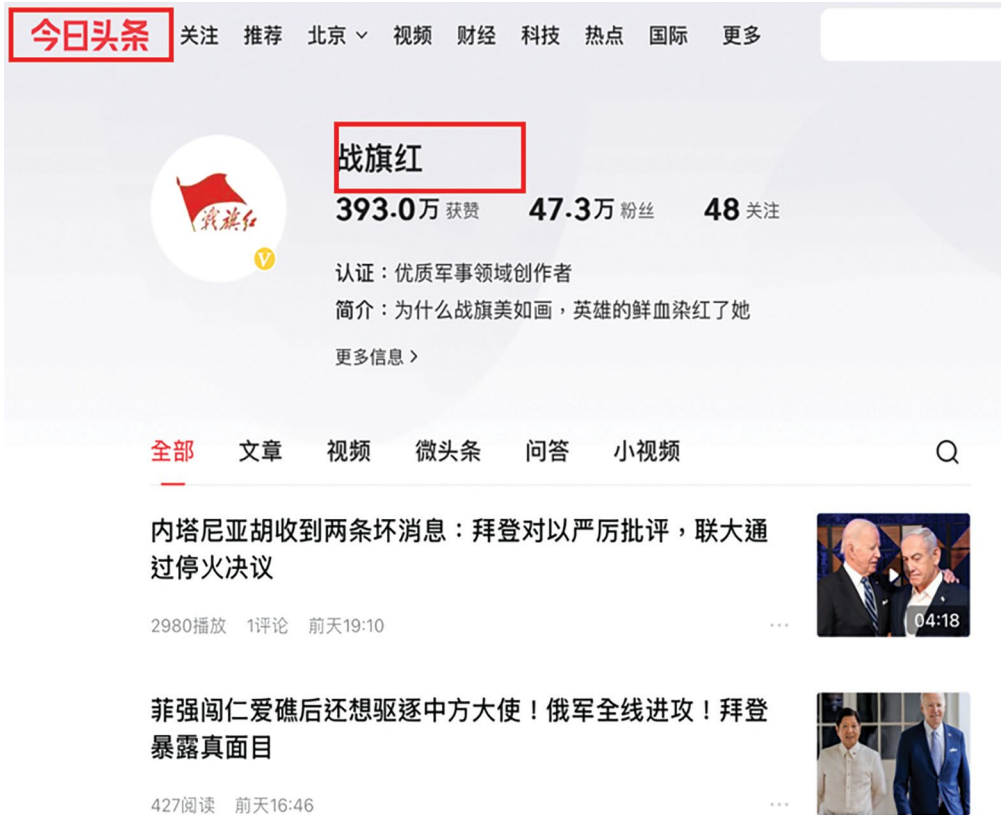 今日头条 关注 推荐 北京 视频 财经 科技 热点 国际 更多
战旗红
393.0万 获赞 47.3万 粉丝 48 关注
戰旗红
V
认证：优质军事领域创作者
简介：为什么战旗美如画，英雄的鲜血染红了她
更多信息
全部 文章 视频 微头条 问答 小视频
内塔尼亚胡收到两条坏消息：拜登对以严厉批评，联大通
过停火决议
2980播放 1评论 前天19:10 ···
04:18
菲强闯仁爱礁后还想驱逐中方大使！俄军全线进攻！拜登
暴露真面目
427阅读 前天16:46 ···